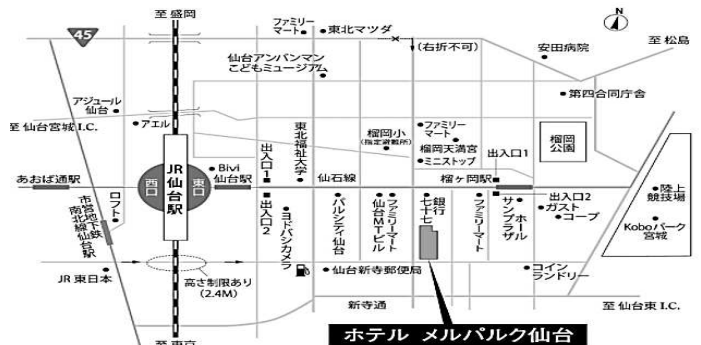 至 盛岡
ファミリー
マート
東北マツダ
45
N
(右折不可)
安田病院
至 松島
仙台アンパンマン
こどもミュージアム
第四合同庁舎
アジュール
仙台
アエル
至 仙台宮城 I.C.
出入口1
東北福祉大学
榴岡小
(指定避難所)
ファミリー
マート
榴岡天満宮
ミニストップ
出入口1
榴岡
公園
あおば通駅
西口
JR仙台駅
東口
Bivi
仙台駅
仙石線
榴ヶ岡駅
市営地下鉄
南北線仙台駅
ロフト
出入口2
ヨドバシカメラ
パルシティ仙台
仙台MTビル
ファミリーマート
七十七
銀行
ファミリーマート
サンプラザ
ホール
出入口2
ガスト
コープ
陸上
競技場
Koboパーク
宮城
JR 東日本
高さ制限あり
(2.4M)
仙台新寺郵便局
コイン
ランドリー
新寺通
至 仙台東 I.C.
ホテル メルパルク仙台
至 東京